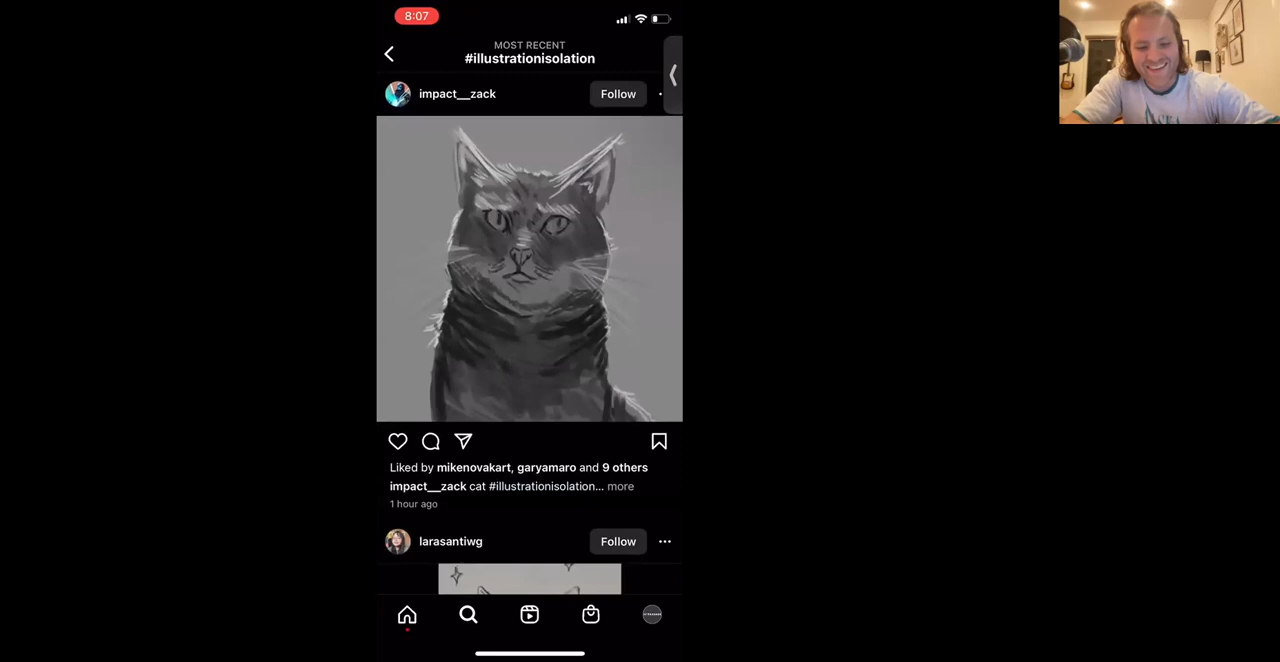 8:07
MOST RECENT
#illustrationisolation
impact__zack
Follow
Liked by mikenovakart, garyamaro and 9 others
impact__zack cat #illustrationisolation... more
1 hour ago
larasantiwg
Follow